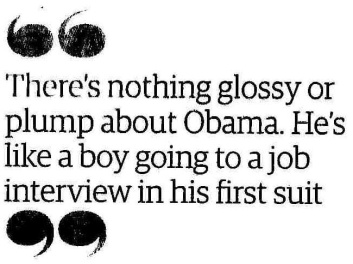 There's nothing glossy or
plump about Obama. He's
like a boy going to a job
interview in his first suit